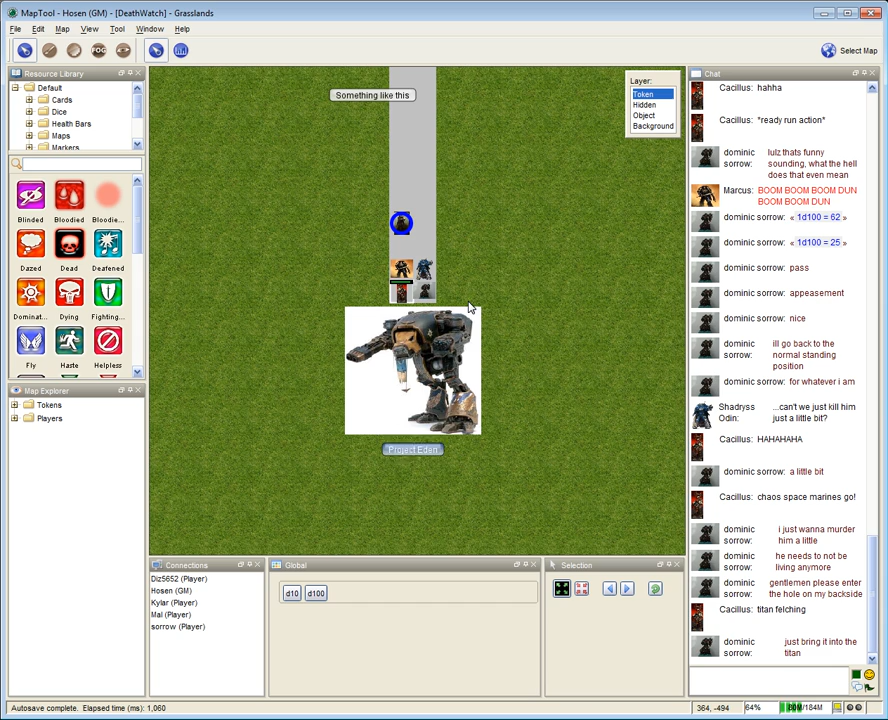 MapTool - Hosen (GM) - [DeathWatch] - Grasslands
File Edit Map View Tool Window Help
FOG
Select Map
Resource Library
Default
Cards
Dice
Health Bars
Maps
Markers
Blinded Bloodied Bloodie...
Dazed Dead Deafened
Dominat... Dying Fighting...
Fly Haste Helpless
Map Explorer
Tokens
Players
Something like this
Layer:
Token
Hidden
Object
Background
Project Eden
Connections
Diz5652 (Player)
Hosen (GM)
Kylar (Player)
Mal (Player)
sorrow (Player)
Global
d10 d100
Selection
Chat
Cacillus: hahha
Cacillus: *ready run action*
dominic sorrow: lulz thats funny
sounding, what the hell
does that even mean
Marcus: BOOM BOOM BOOM DUN
BOOM BOOM DUN
dominic sorrow: « 1d100 = 62 »
dominic sorrow: « 1d100 = 25 »
dominic sorrow: pass
dominic sorrow: appeasement
dominic sorrow: nice
dominic sorrow: ill go back to the
normal standing
position
dominic sorrow: for whatever i am
Shadryss Odin: ...can't we just kill him
just a little bit?
Cacillus: HAHAHAHA
dominic sorrow: a little bit
Cacillus: chaos space marines go!
dominic sorrow: i just wanna murder
him a little
dominic sorrow: he needs to not be
living anymore
dominic sorrow: gentlemen please enter
the hole on my backside
Cacillus: titan felching
dominic sorrow: just bring it into the
titan
Autosave complete. Elapsed time (ms): 1,060
364, -494
64%
80M/184M